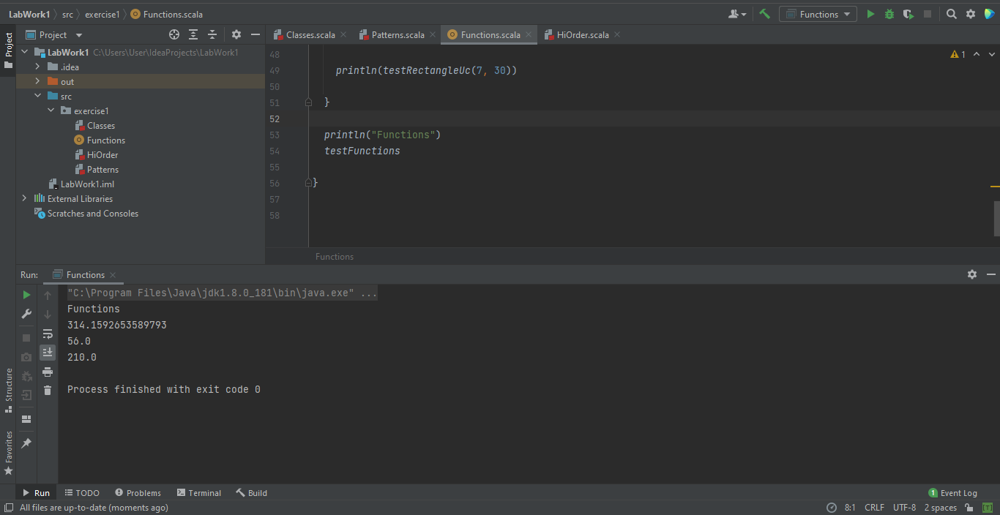 LabWork1 src exercise1 Functions.scala
Functions
Project
Classes.scala
Patterns.scala
Functions.scala
HiOrder.scala
Project
LabWork1 C:\Users\User\IdeaProjects\LabWork1
.idea
out
src
exercise1
Classes
Functions
HiOrder
Patterns
LabWork1.iml
External Libraries
Scratches and Consoles
1
48
49 println(testRectangleUc(7, 30))
50
51 }
52
53 println("Functions")
54 testFunctions
55
56 }
57
58
Functions
Run: Functions
"C:\Program Files\Java\jdk1.8.0_181\bin\java.exe" ...
Functions
314.1592653589793
56.0
210.0
Process finished with exit code 0
Structure
Favorites
Run TODO Problems Terminal Build
1 Event Log
All files are up-to-date (moments ago)
8:1 CRLF UTF-8 2 spaces [T]